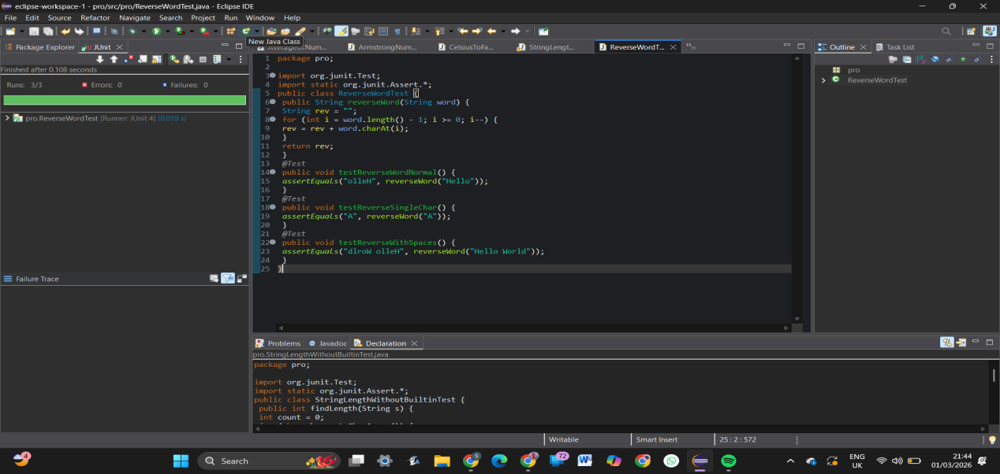 eclipse-workspace-1 - pro/src/pro/ReverseWordTest.java - Eclipse IDE
File Edit Source Refactor Navigate Search Project Run Window Help
New Java Class
Package Explorer JUnit
Finished after 0.108 seconds
Runs: 3/3 Errors: 0 Failures: 0
pro.ReverseWordTest [Runner: JUnit 4] (0.019 s)
Failure Trace
ArmstrongNum... CelsiusToFa... StringLengt... ReverseWordT... »11
1 package pro;
2
3 import org.junit.Test;
4 import static org.junit.Assert.*;
5 public class ReverseWordTest {
6 public String reverseWord(String word) {
7 String rev = "";
8 for (int i = word.length() - 1; i >= 0; i--) {
9 rev = rev + word.charAt(i);
10 }
11 return rev;
12 }
13 @Test
14 public void testReverseWordNormal() {
15 assertEquals("olleH", reverseWord("Hello"));
16 }
17 @Test
18 public void testReverseSingleChar() {
19 assertEquals("A", reverseWord("A"));
20 }
21 @Test
22 public void testReverseWithSpaces() {
23 assertEquals("dlroW olleH", reverseWord("Hello World"));
24 }
25 }
Outline Task List
pro
ReverseWordTest
Problems Javadoc Declaration
pro.StringLengthWithoutBuiltinTest.java
package pro;
import org.junit.Test;
import static org.junit.Assert.*;
public class StringLengthWithoutBuiltinTest {
public int findLength(String s) {
int count = 0;
Writable Smart Insert 25 : 2 : 572
4
Search
72
ENG
UK
21:44
01/03/2026